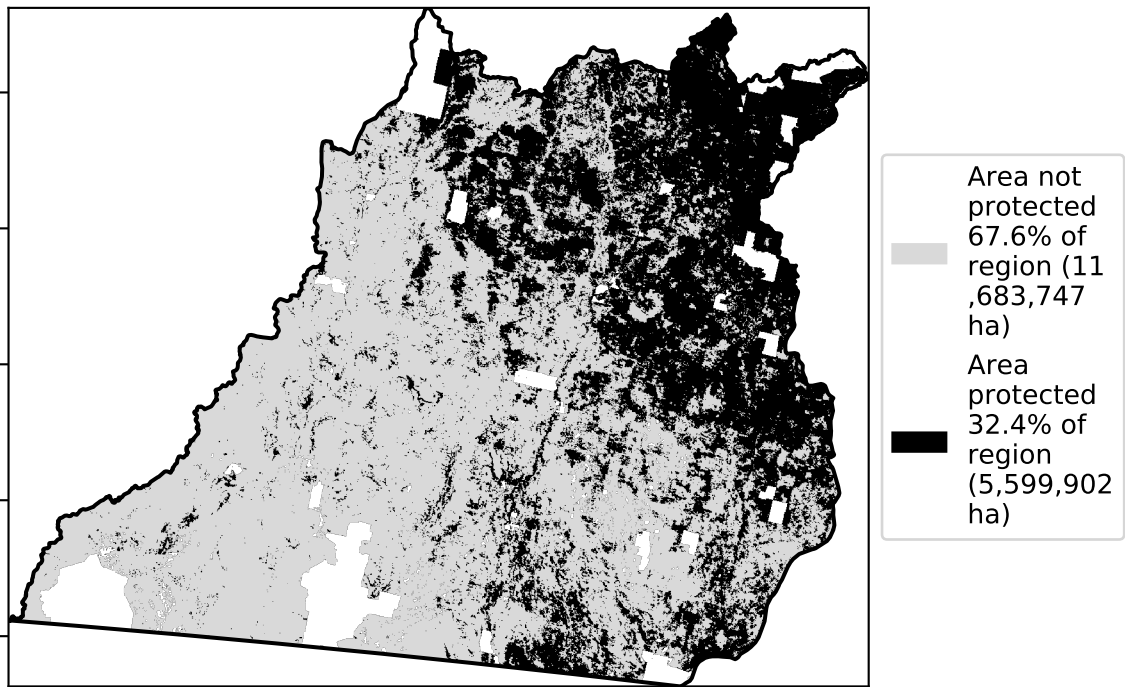 Area not
protected
67.6% of
region (11
,683,747
ha)
Area
protected
32.4% of
region
(5,599,902
ha)